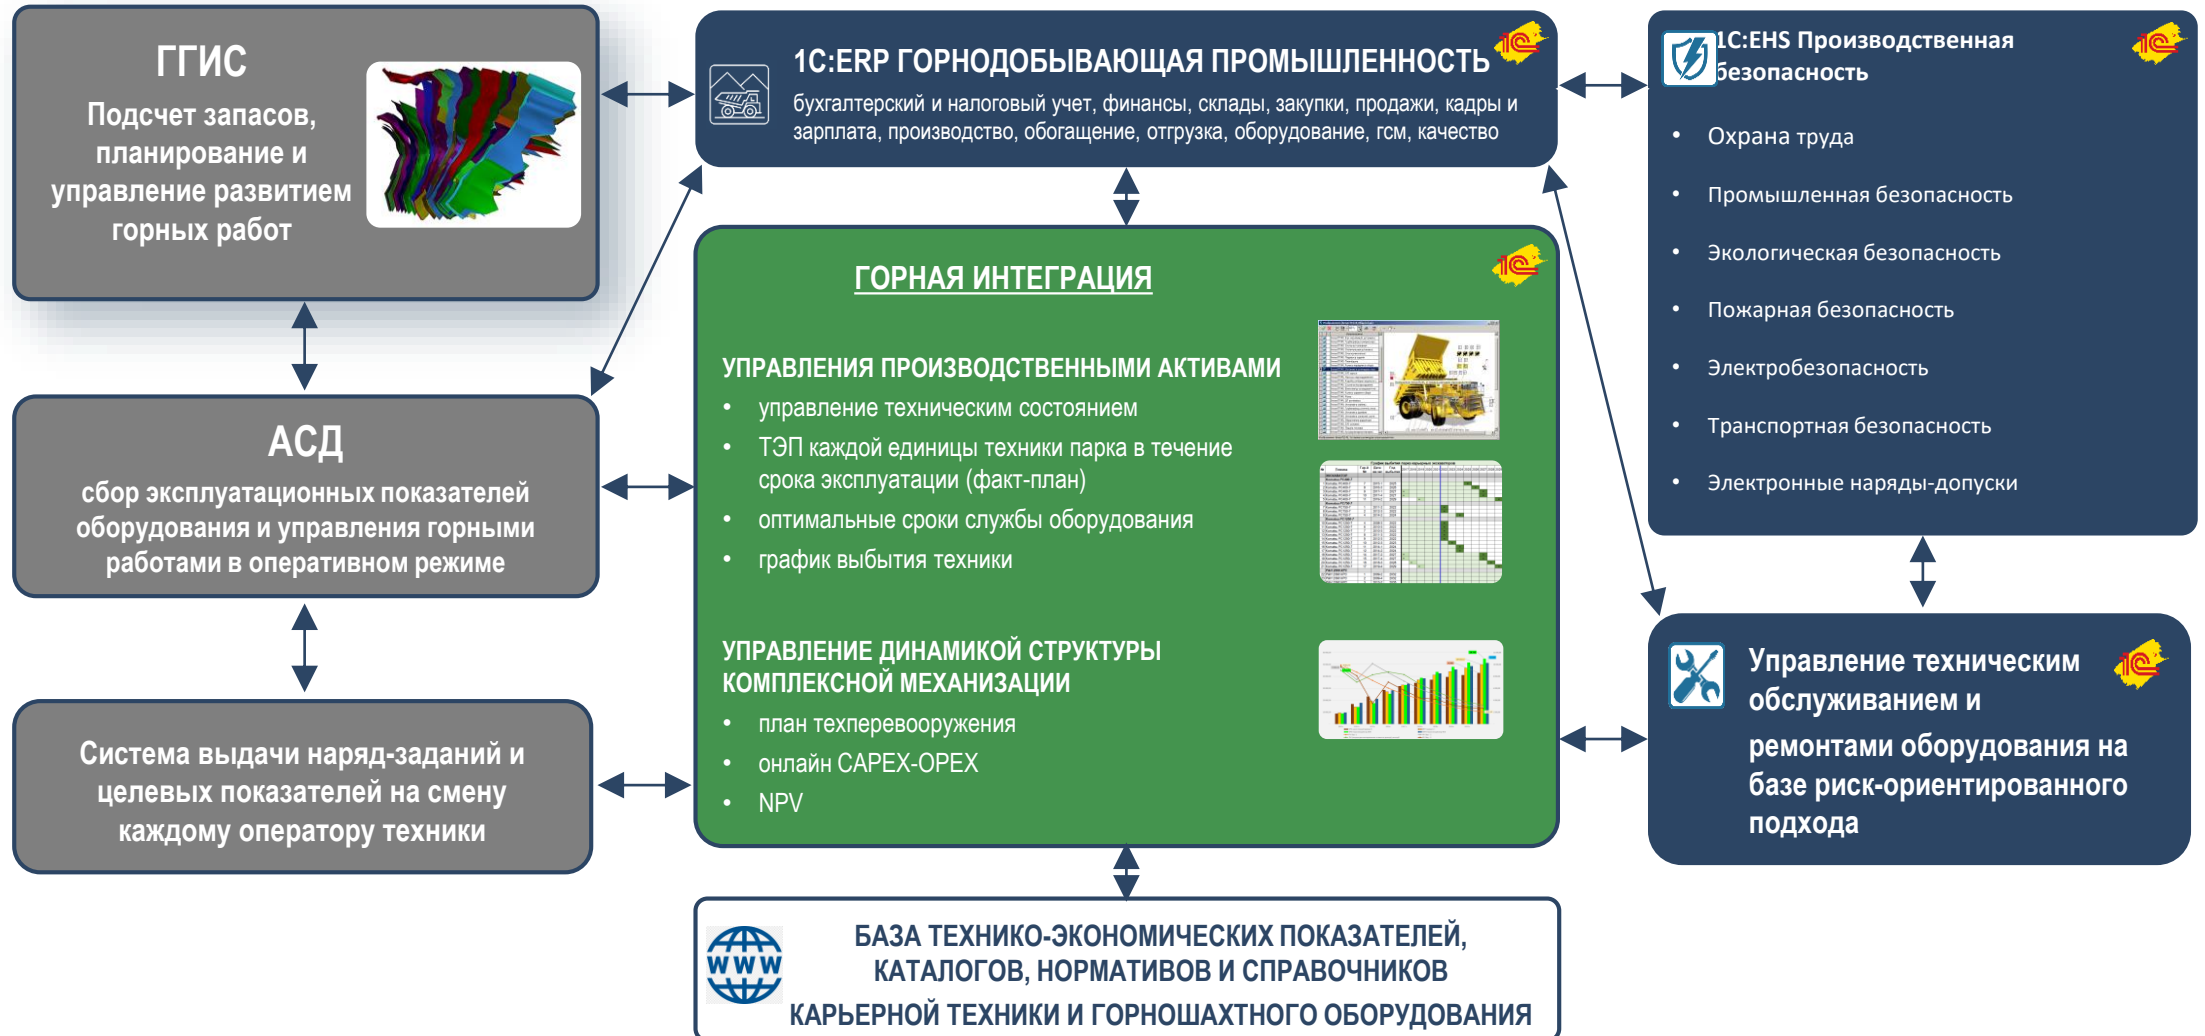 ГГИС
Подсчет запасов,
планирование и
управление развитием
горных работ
1С:ERP ГОРНОДОБЫВАЮЩАЯ ПРОМЫШЛЕННОСТЬ
бухгалтерский и налоговый учет, финансы, склады, закупки, продажи, кадры и
зарплата, производство, обогащение, отгрузка, оборудование, гсм, качество
1С
1С:EHS Производственная
безопасность
1С
• Охрана труда
• Промышленная безопасность
• Экологическая безопасность
• Пожарная безопасность
• Электробезопасность
• Транспортная безопасность
• Электронные наряды-допуски
ГОРНАЯ ИНТЕГРАЦИЯ
1С
УПРАВЛЕНИЯ ПРОИЗВОДСТВЕННЫМИ АКТИВАМИ
• управление техническим состоянием
• ТЭП каждой единицы техники парка в течение
срока эксплуатации (факт-план)
• оптимальные сроки службы оборудования
• график выбытия техники
УПРАВЛЕНИЕ ДИНАМИКОЙ СТРУКТУРЫ
КОМПЛЕКСНОЙ МЕХАНИЗАЦИИ
• план техперевооружения
• онлайн CAPEX-OPEX
• NPV
АСД
сбор эксплуатационных показателей
оборудования и управления горными
работами в оперативном режиме
Система выдачи наряд-заданий и
целевых показателей на смену
каждому оператору техники
Управление техническим
обслуживанием и
ремонтами оборудования на
базе риск-ориентированного
подхода
1С
WWW
БАЗА ТЕХНИКО-ЭКОНОМИЧЕСКИХ ПОКАЗАТЕЛЕЙ,
КАТАЛОГОВ, НОРМАТИВОВ И СПРАВОЧНИКОВ
КАРЬЕРНОЙ ТЕХНИКИ И ГОРНОШАХТНОГО ОБОРУДОВАНИЯ